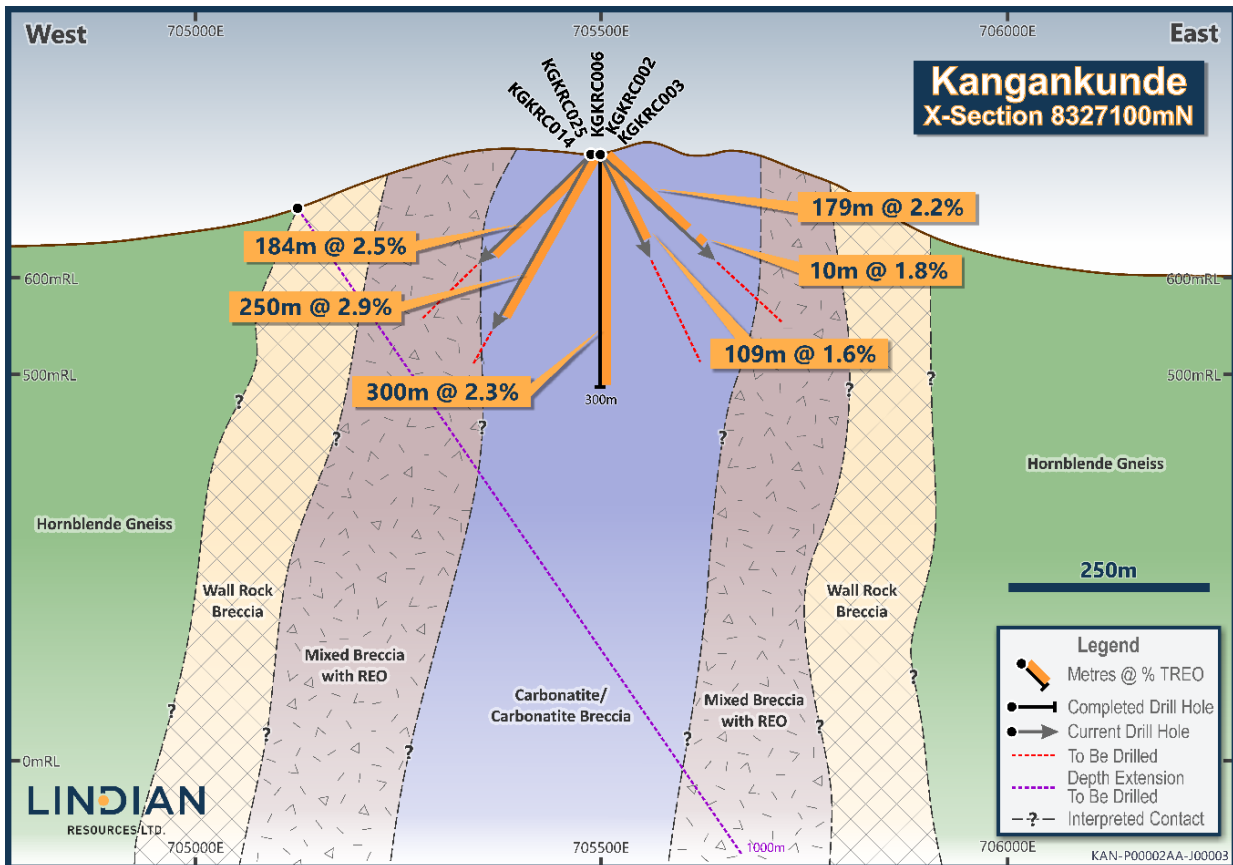 West
705000E
705500E
706000E
East
Kangankunde
X-Section 8327100mN
KGKRC014
KGKRC025
KGKRC006
KGKRC002
KGKRC003
179m @ 2.2%
184m @ 2.5%
10m @ 1.8%
600mRL
600mRL
250m @ 2.9%
109m @ 1.6%
500mRL
500mRL
300m @ 2.3%
300m
?
?
?
?
?
?
Hornblende Gneiss
Hornblende Gneiss
250m
Wall Rock
Breccia
Wall Rock
Breccia
Mixed Breccia
with REO
Carbonatite/
Carbonatite Breccia
Mixed Breccia
with REO
?
?
?
?
?
?
0mRL
Legend
Metres @ % TREO
Completed Drill Hole
Current Drill Hole
To Be Drilled
Depth Extension
To Be Drilled
-?- Interpreted Contact
LINDIAN
RESOURCES LTD.
705000E
705500E
1000m
706000E
KAN-P00002AA-J00003